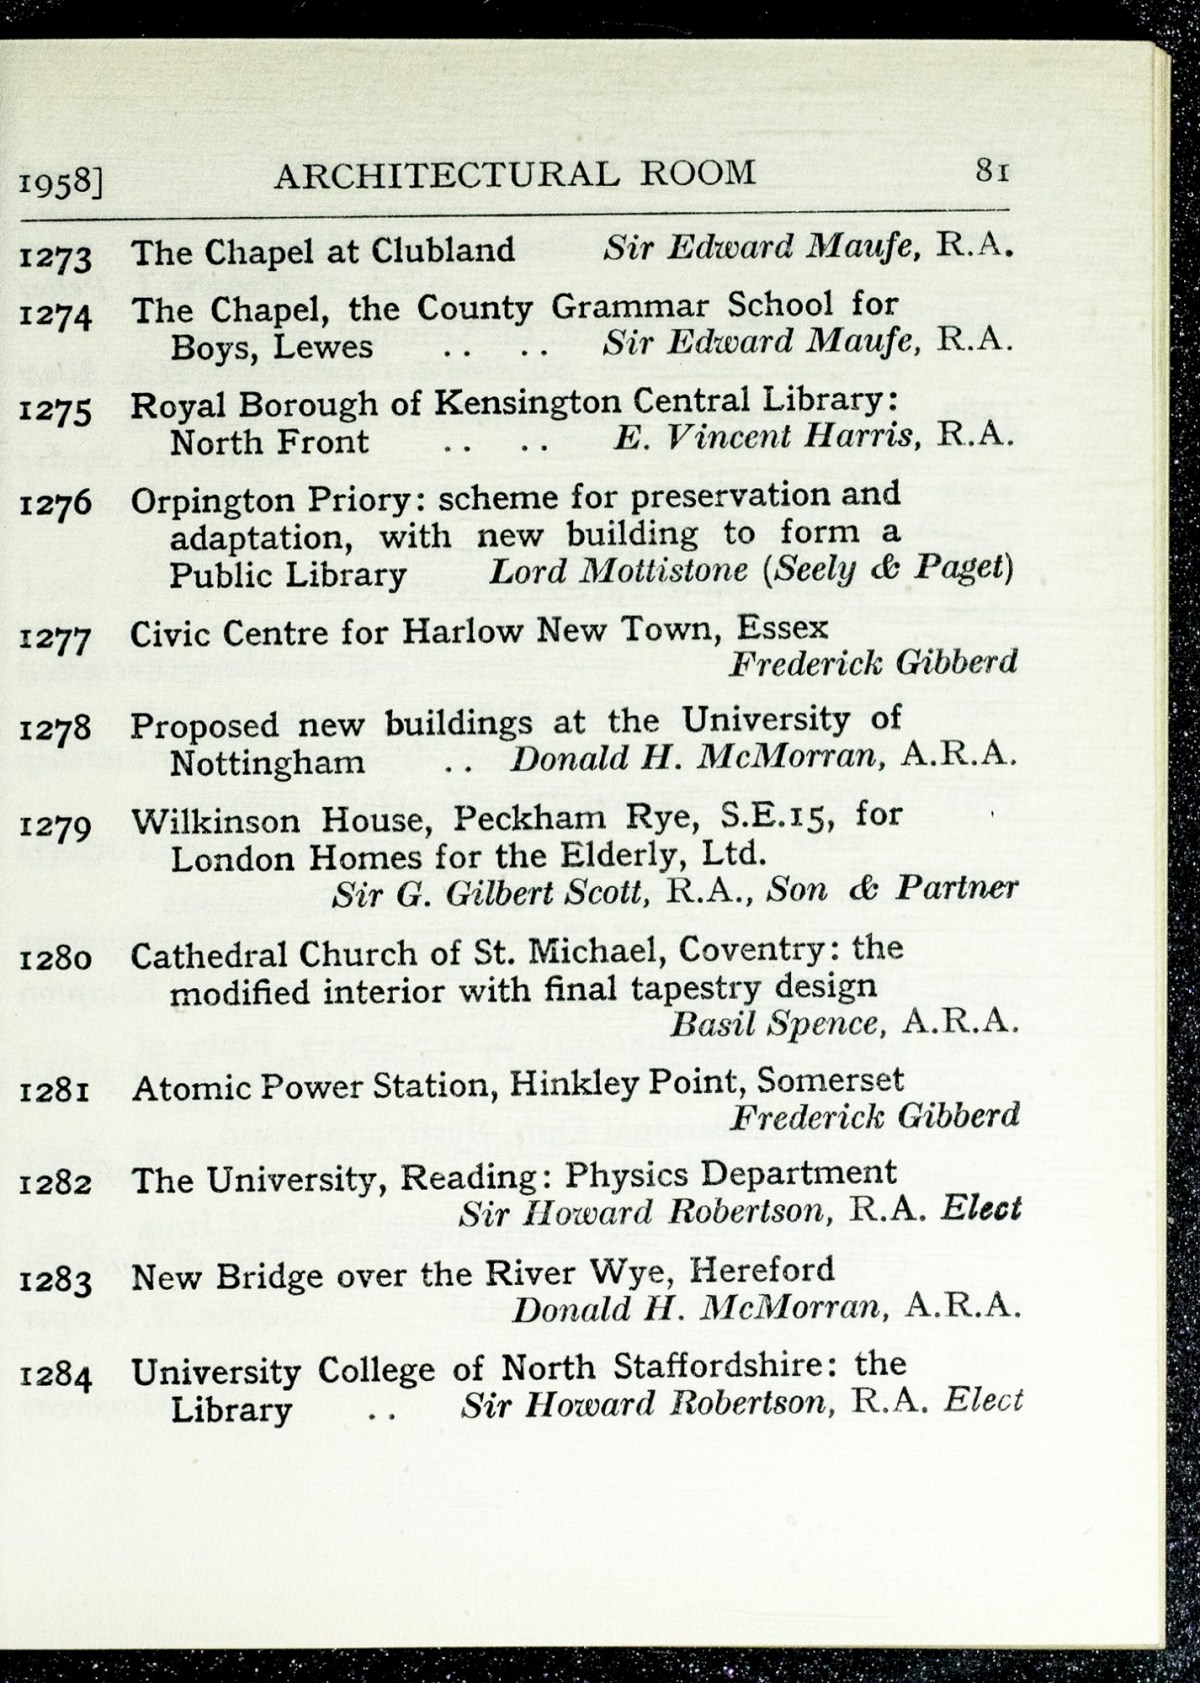 1958] ARCHITECTURAL ROOM 81
1273 The Chapel at Clubland Sir Edward Maufe, R.A.
1274 The Chapel, the County Grammar School for
Boys, Lewes .. .. Sir Edward Maufe, R.A.
1275 Royal Borough of Kensington Central Library:
North Front .. .. E. Vincent Harris, R.A.
1276 Orpington Priory: scheme for preservation and
adaptation, with new building to form a
Public Library Lord Mottistone (Seely & Paget)
1277 Civic Centre for Harlow New Town, Essex
Frederick Gibberd
1278 Proposed new buildings at the University of
Nottingham .. Donald H. McMorran, A.R.A.
1279 Wilkinson House, Peckham Rye, S.E.15, for
London Homes for the Elderly, Ltd.
Sir G. Gilbert Scott, R.A., Son & Partner
1280 Cathedral Church of St. Michael, Coventry: the
modified interior with final tapestry design
Basil Spence, A.R.A.
1281 Atomic Power Station, Hinkley Point, Somerset
Frederick Gibberd
1282 The University, Reading: Physics Department
Sir Howard Robertson, R.A. Elect
1283 New Bridge over the River Wye, Hereford
Donald H. McMorran, A.R.A.
1284 University College of North Staffordshire: the
Library .. Sir Howard Robertson, R.A. Elect